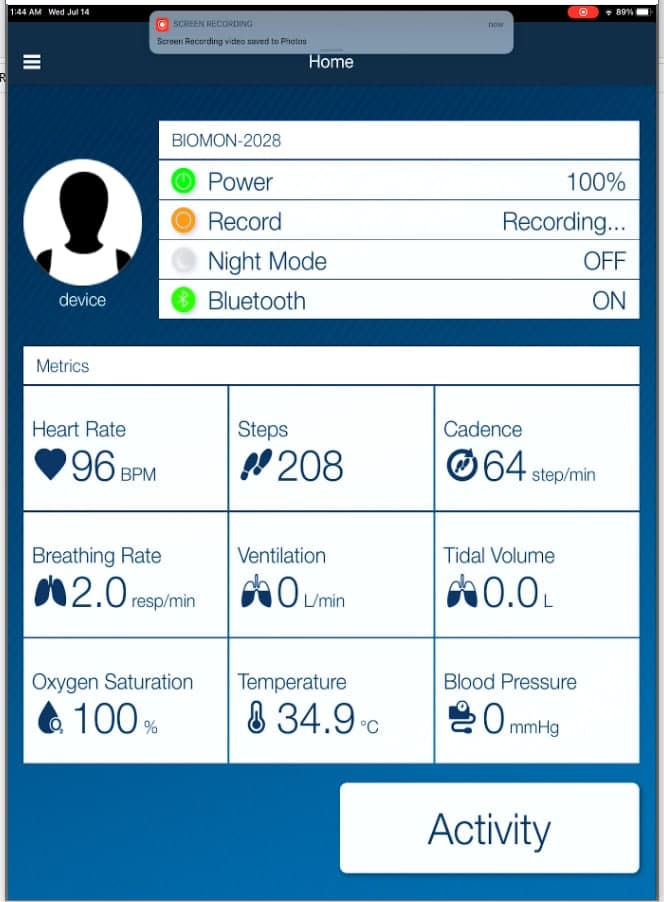 1:44 AM Wed Jul 14
89%
SCREEN RECORDING now
Screen Recording video saved to Photos
Home
R
BIOMON-2028
Power 100%
Record Recording...
Night Mode OFF
Bluetooth ON
device
Metrics
Heart Rate Steps Cadence
96 BPM 208 64 step/min
Breathing Rate Ventilation Tidal Volume
2.0 resp/min 0 L/min 0.0 L
Oxygen Saturation Temperature Blood Pressure
O₂ 100 % 34.9 °C 0 mmHg
Activity